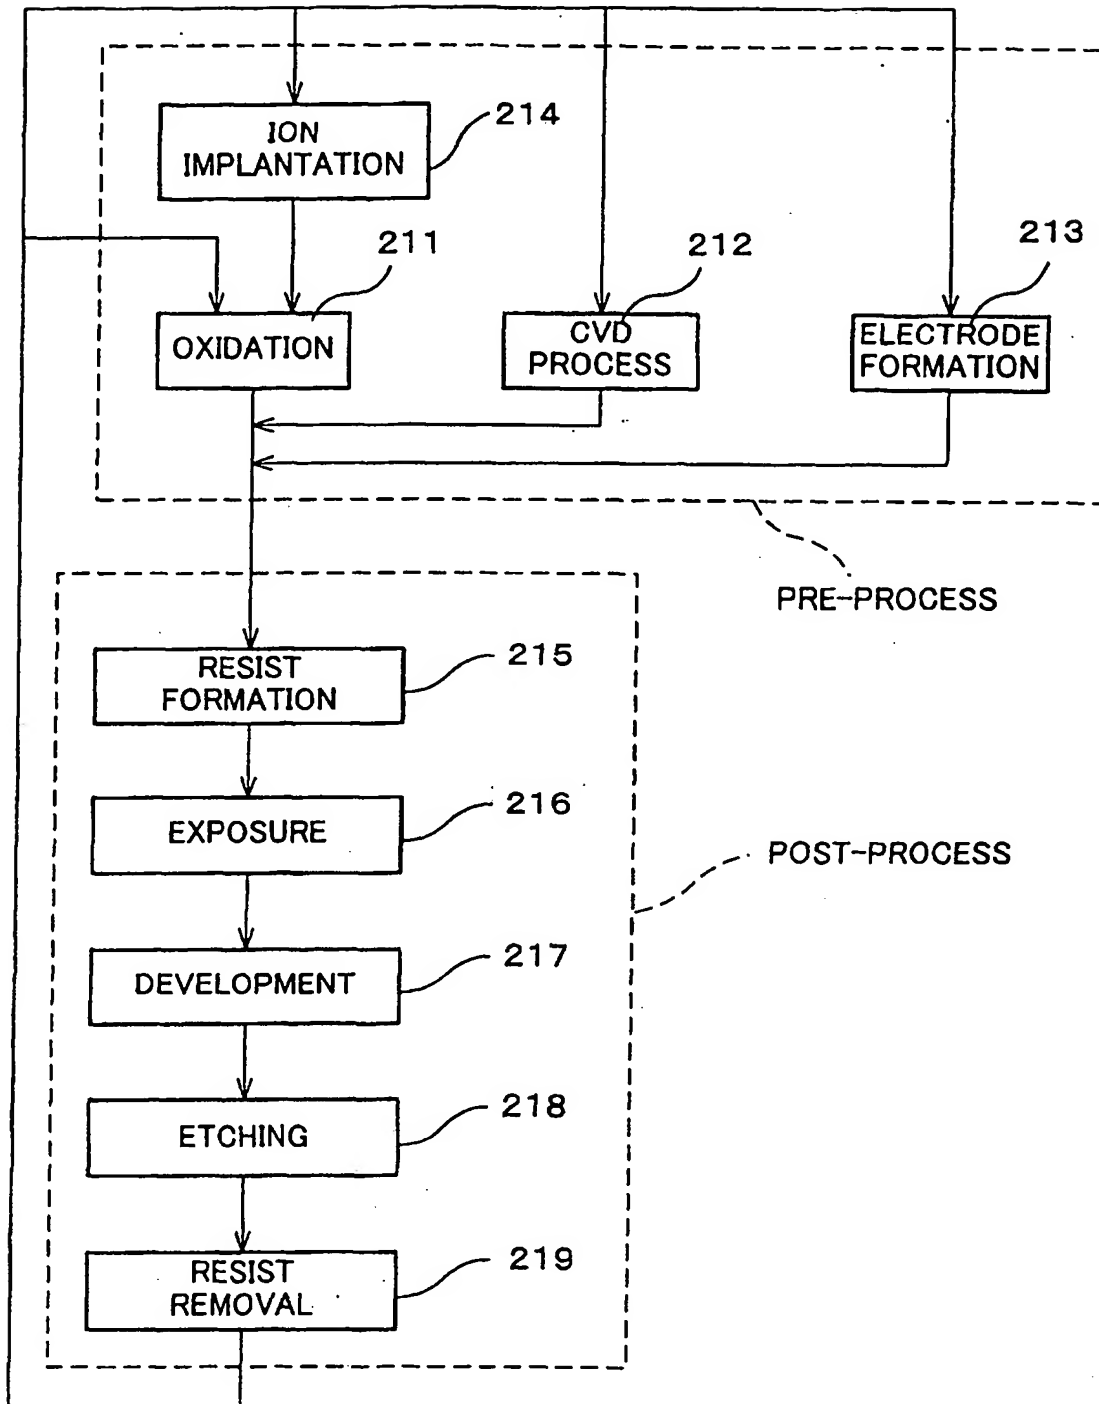 214
ION
IMPLANTATION
211
212
213
OXIDATION
CVD
PROCESS
ELECTRODE
FORMATION
PRE-PROCESS
215
RESIST
FORMATION
216
EXPOSURE
POST-PROCESS
217
DEVELOPMENT
218
ETCHING
219
RESIST
REMOVAL